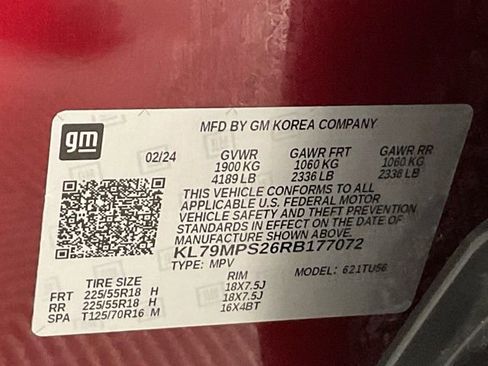 gm
MFD BY GM KOREA COMPANY
02/24 GVWR GAWR FRT GAWR RR
1900 KG 1060 KG 1060 KG
4189 LB 2336 LB 2336 LB
THIS VEHICLE CONFORMS TO ALL
APPLICABLE U.S. FEDERAL MOTOR
VEHICLE SAFETY AND THEFT PREVENTION
STANDARDS IN EFFECT ON THE DATE OF
MANUFACTURE SHOWN ABOVE.
KL79MPS26RB177072
TYPE: MPV MODEL: 621TU56
TIRE SIZE RIM
FRT 225/55R18 H 18X7.5J
RR 225/55R18 H 18X7.5J
SPA T125/70R16 M 16X4BT